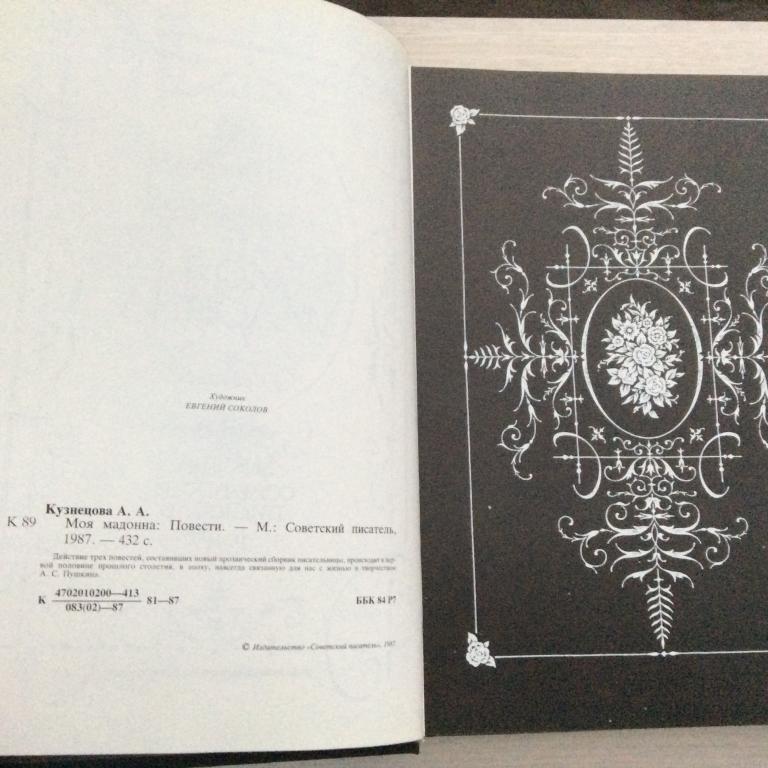 Художник
ЕВГЕНИЙ СОКОЛОВ
Кузнецова А. А.
К 89 Моя мадонна: Повести. — М.: Советский писатель,
1987. — 432 с.
Действие трех повестей, составивших новый прозаический сборник писательницы, происходит в пер-
вой половине прошлого столетия, в эпоху, навсегда связанную для нас с жизнью и творчеством
А. С. Пушкина.
К 4702010200—413 81—87 ББК 84 Р7
083(02)—87
© Издательство «Советский писатель», 1987